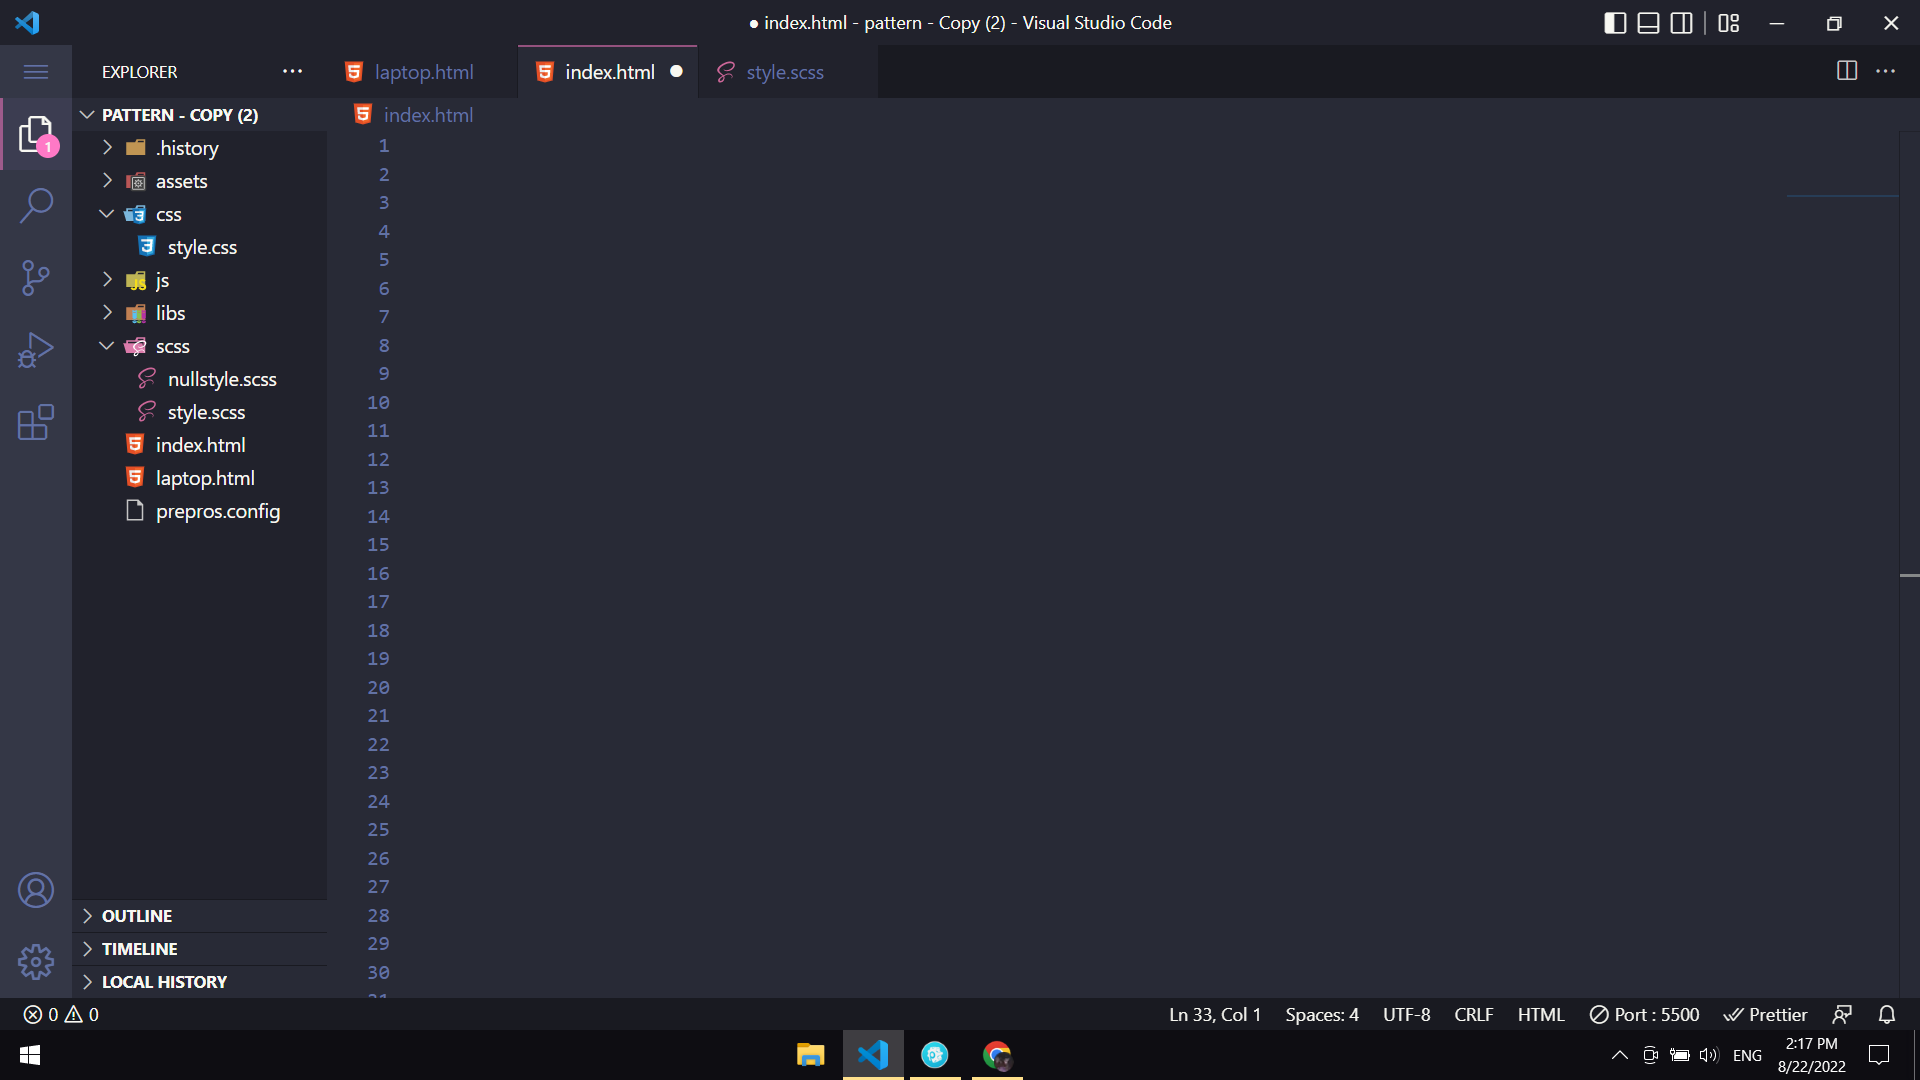 ● index.html - pattern - Copy (2) - Visual Studio Code
EXPLORER
laptop.html
index.html
style.scss
PATTERN - COPY (2)
.history
assets
css
style.css
js
libs
scss
nullstyle.scss
style.scss
index.html
laptop.html
prepros.config
OUTLINE
TIMELINE
LOCAL HISTORY
1
index.html
1
2
3
4
5
6
7
8
9
10
11
12
13
14
15
16
17
18
19
20
21
22
23
24
25
26
27
28
29
30
31
0 0
Ln 33, Col 1 Spaces: 4 UTF-8 CRLF HTML Port : 5500 Prettier
ENG
2:17 PM
8/22/2022